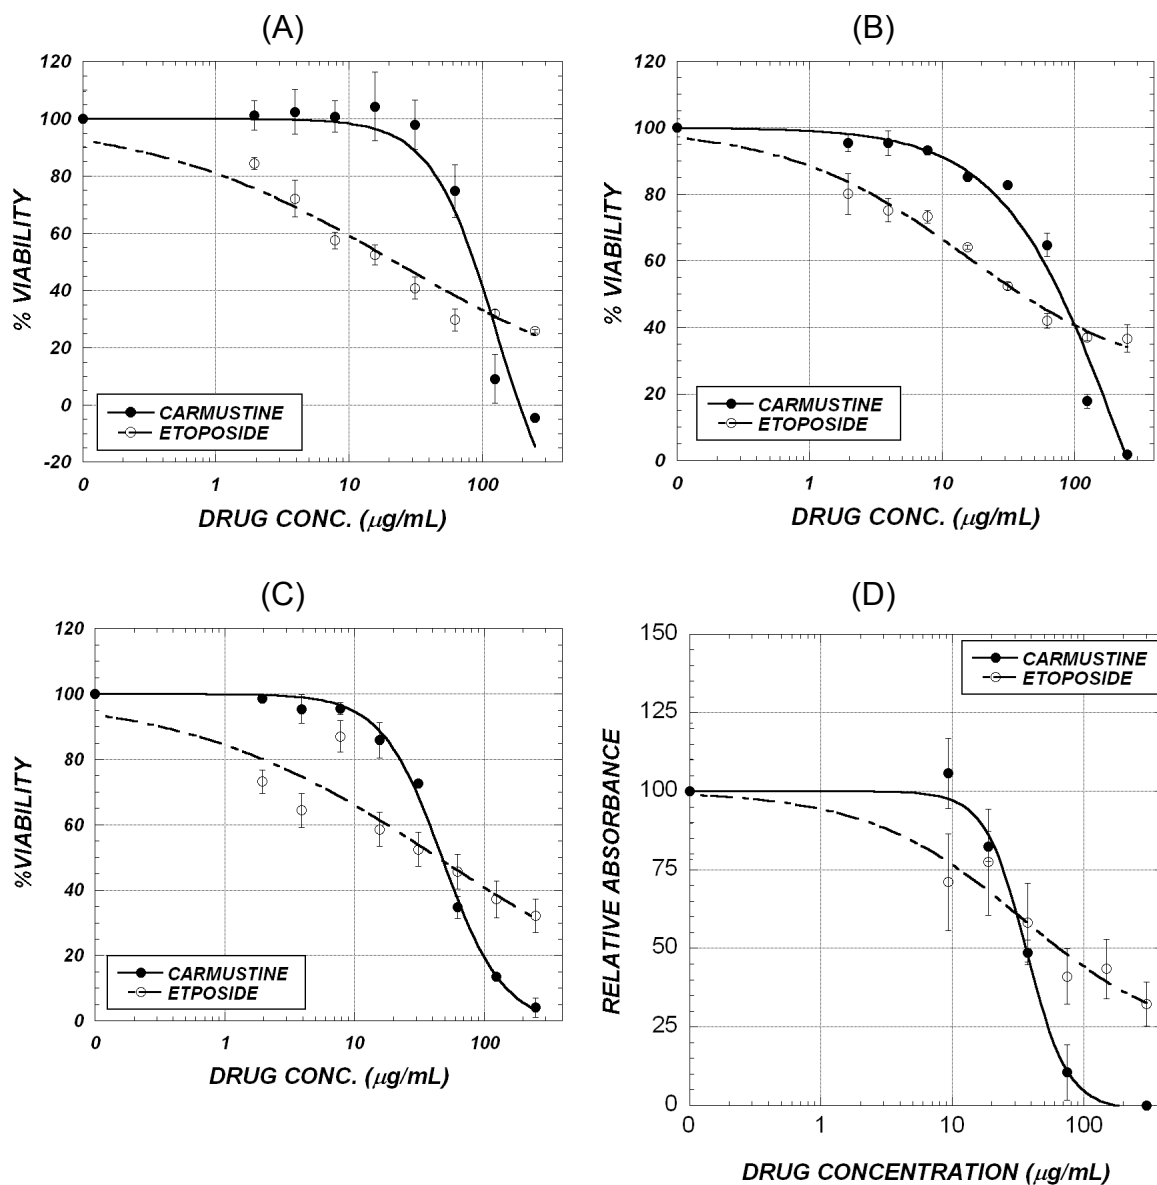 (A)
120
100
80
60
40
20
0
-20
% VIABILITY
CARMUSTINE
ETOPOSIDE
0 1 10 100
DRUG CONC. (μg/mL)
(B)
120
100
80
60
40
20
0
% VIABILITY
CARMUSTINE
ETOPOSIDE
0 1 10 100
DRUG CONC. (μg/mL)
(C)
120
100
80
60
40
20
0
%VIABILITY
CARMUSTINE
ETPOSIDE
0 1 10 100
DRUG CONC. (μg/mL)
(D)
150
125
100
75
50
25
0
RELATIVE ABSORBANCE
CARMUSTINE
ETOPOSIDE
0 1 10 100
DRUG CONCENTRATION (μg/mL)